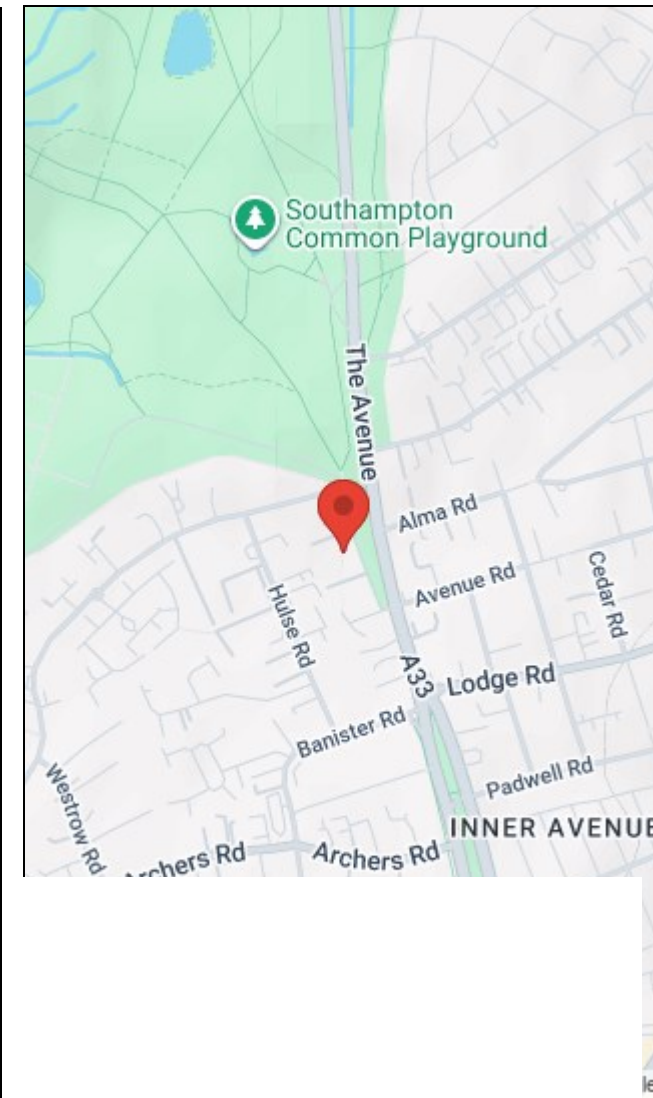 Southampton
Common Playground
The Avenue
Alma Rd
Avenue Rd
Cedar Rd
Hulse Rd
A33
Lodge Rd
Banister Rd
Padwell Rd
Westrow Rd
INNER AVENUE
Archers Rd
Archers Rd